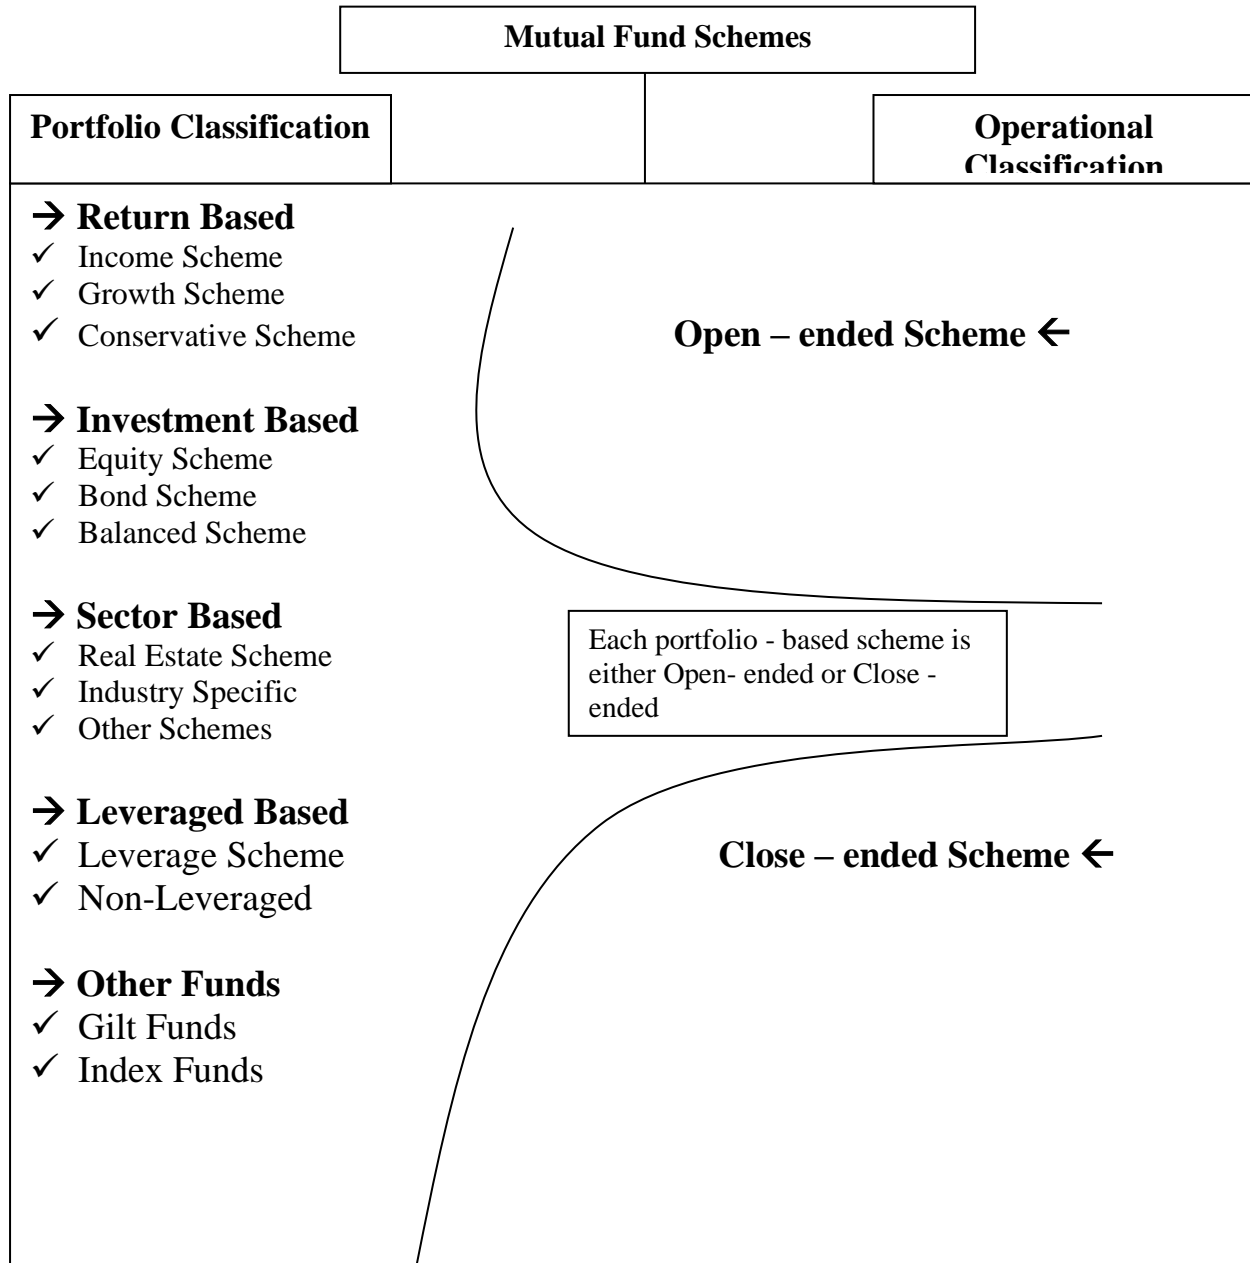 Mutual Fund Schemes
Portfolio Classification
Operational
Classification
→ Return Based
✓ Income Scheme
✓ Growth Scheme
✓ Conservative Scheme
→ Investment Based
✓ Equity Scheme
✓ Bond Scheme
✓ Balanced Scheme
→ Sector Based
✓ Real Estate Scheme
✓ Industry Specific
✓ Other Schemes
→ Leveraged Based
✓ Leverage Scheme
✓ Non-Leveraged
→ Other Funds
✓ Gilt Funds
✓ Index Funds
Open – ended Scheme ←
Each portfolio - based scheme is
either Open- ended or Close -
ended
Close – ended Scheme ←